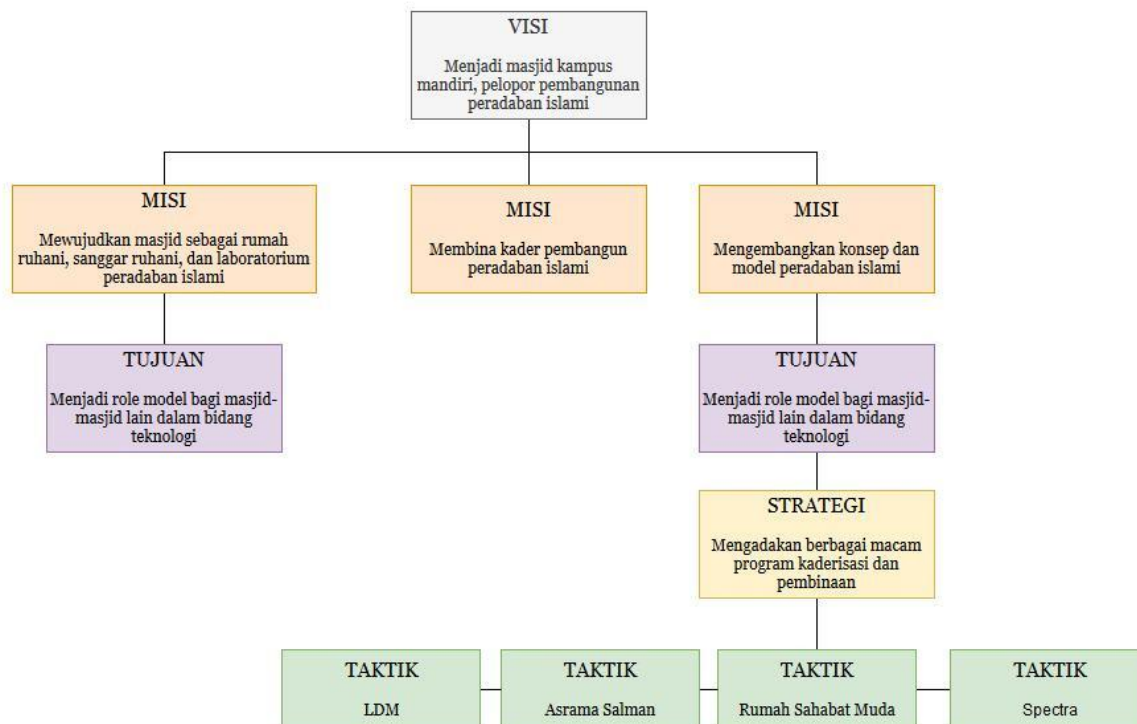 VISI
Menjadi masjid kampus
mandiri, pelopor pembangunan
peradaban islami
MISI
Mewujudkan masjid sebagai rumah
ruhani, sanggar ruhani, dan laboratorium
peradaban islami
MISI
Membina kader pembangun
peradaban islami
MISI
Mengembangkan konsep dan
model peradaban islami
TUJUAN
Menjadi role model bagi masjid-
masjid lain dalam bidang
teknologi
TUJUAN
Menjadi role model bagi masjid-
masjid lain dalam bidang
teknologi
STRATEGI
Mengadakan berbagai macam
program kaderisasi dan
pembinaan
TAKTIK
LDM
TAKTIK
Asrama Salman
TAKTIK
Rumah Sahabat Muda
TAKTIK
Spectra